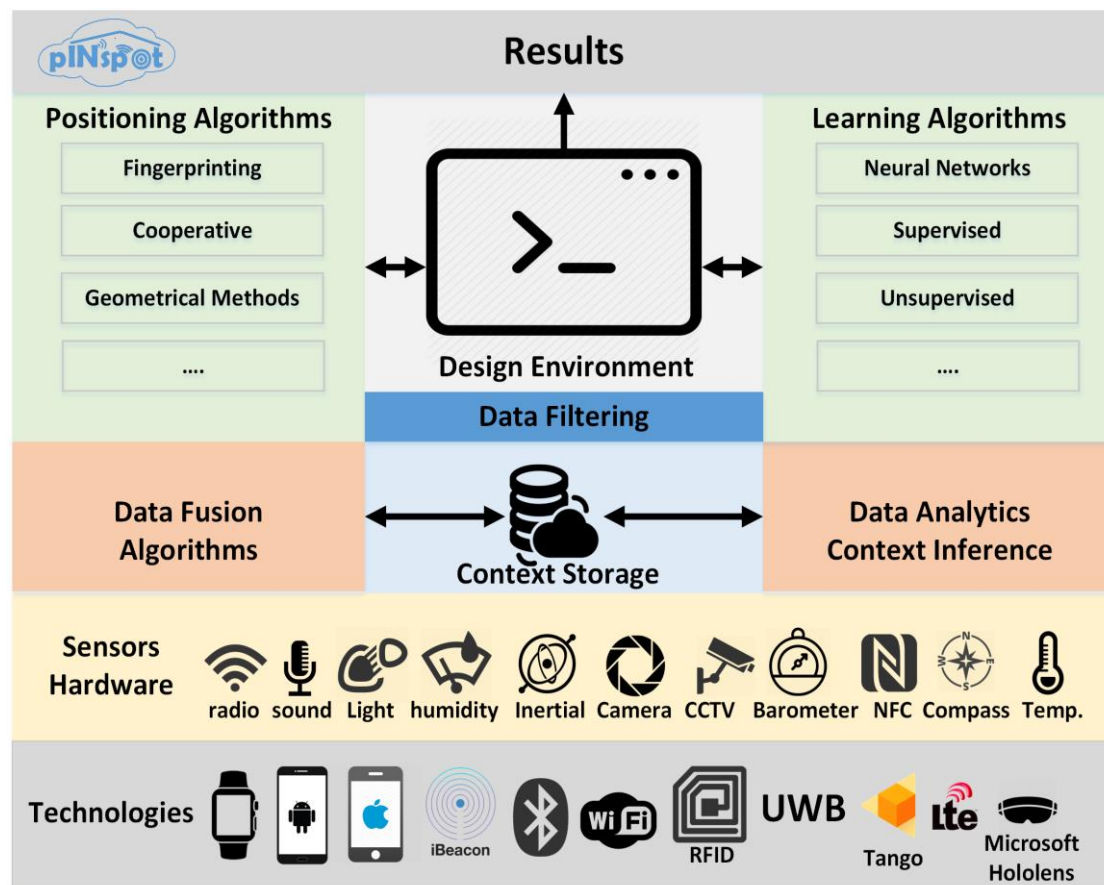 pINspot
Results
Positioning Algorithms
Fingerprinting
Cooperative
Geometrical Methods
....
>_
Design Environment
Learning Algorithms
Neural Networks
Supervised
Unsupervised
....
Data Filtering
Data Fusion
Algorithms
Context Storage
Data Analytics
Context Inference
Sensors
Hardware
radio sound Light humidity Inertial Camera CCTV Barometer NFC Compass Temp.
N
W E
S
Technologies
iBeacon
WiFi
RFID
UWB
Tango
LTE
Microsoft
Hololens